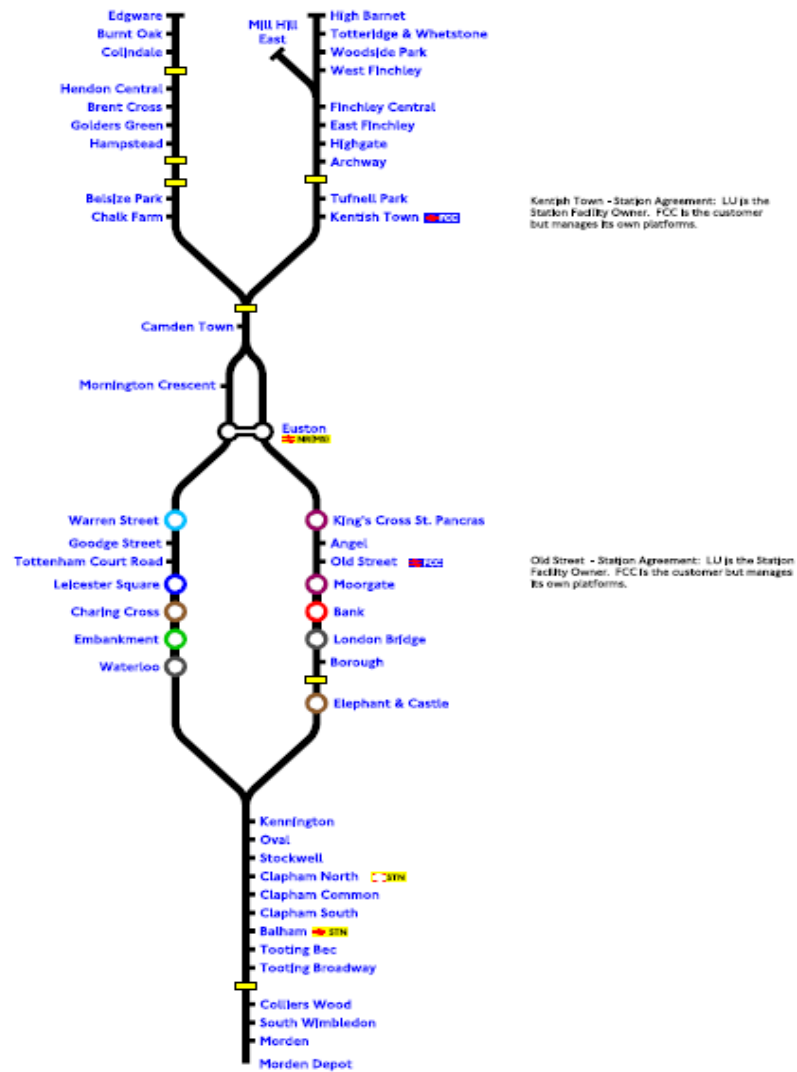 Edgware
Burnt Oak
Colindale
Hendon Central
Brent Cross
Golders Green
Hampstead
Belsize Park
Chalk Farm
Mill Hill
East
High Barnet
Totteridge & Whetstone
Woodside Park
West Finchley
Finchley Central
East Finchley
Highgate
Archway
Tufnell Park
Kentish Town FCC
Kentish Town - Station Agreement: LU is the
Station Facility Owner. FCC is the customer
but manages its own platforms.
Camden Town
Mornington Crescent
Euston
Warren Street
Goodge Street
Tottenham Court Road
Leicester Square
Charing Cross
Embankment
Waterloo
King's Cross St. Pancras
Angel
Old Street FCC
Moorgate
Bank
London Bridge
Borough
Elephant & Castle
Old Street - Station Agreement: LU is the Station
Facility Owner. FCC is the customer but manages
its own platforms.
Kennington
Oval
Stockwell
Clapham North STN
Clapham Common
Clapham South
Balham STN
Tooting Bec
Tooting Broadway
Colliers Wood
South Wimbledon
Morden
Morden Depot